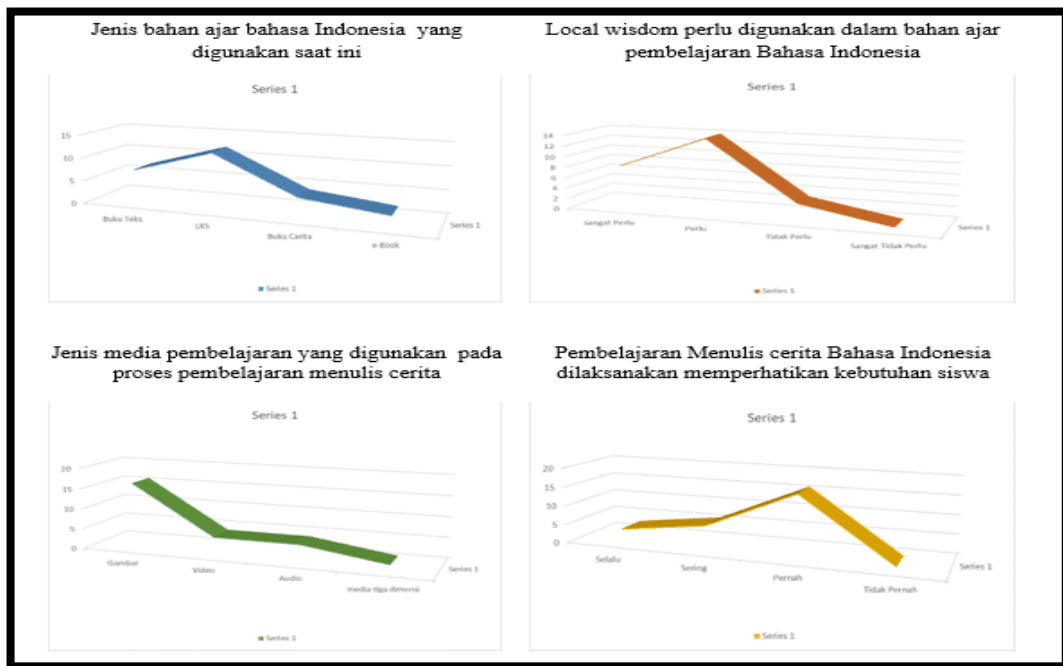 Jenis bahan ajar bahasa Indonesia yang
digunakan saat ini
Series 1
15
10
5
0
Buku Teks
LKS
Buku Carita
e-Book
Series 1
Series 1
Local wisdom perlu digunakan dalam bahan ajar
pembelajaran Bahasa Indonesia
Series 1
14
12
10
8
6
4
2
0
sangat Perlu
Perlu
Tidak Perlu
Sangat Tidak Perlu
Series 1
Series 1
Jenis media pembelajaran yang digunakan pada
proses pembelajaran menulis cerita
Series 1
20
15
10
5
0
Gambar
Video
Audio
media tiga dimensi
Series 1
Series 1
Pembelajaran Menulis cerita Bahasa Indonesia
dilaksanakan memperhatikan kebutuhan siswa
Series 1
20
15
10
5
0
Selalu
Sering
Pernah
Tidak Pernah
Series 1
Series 1